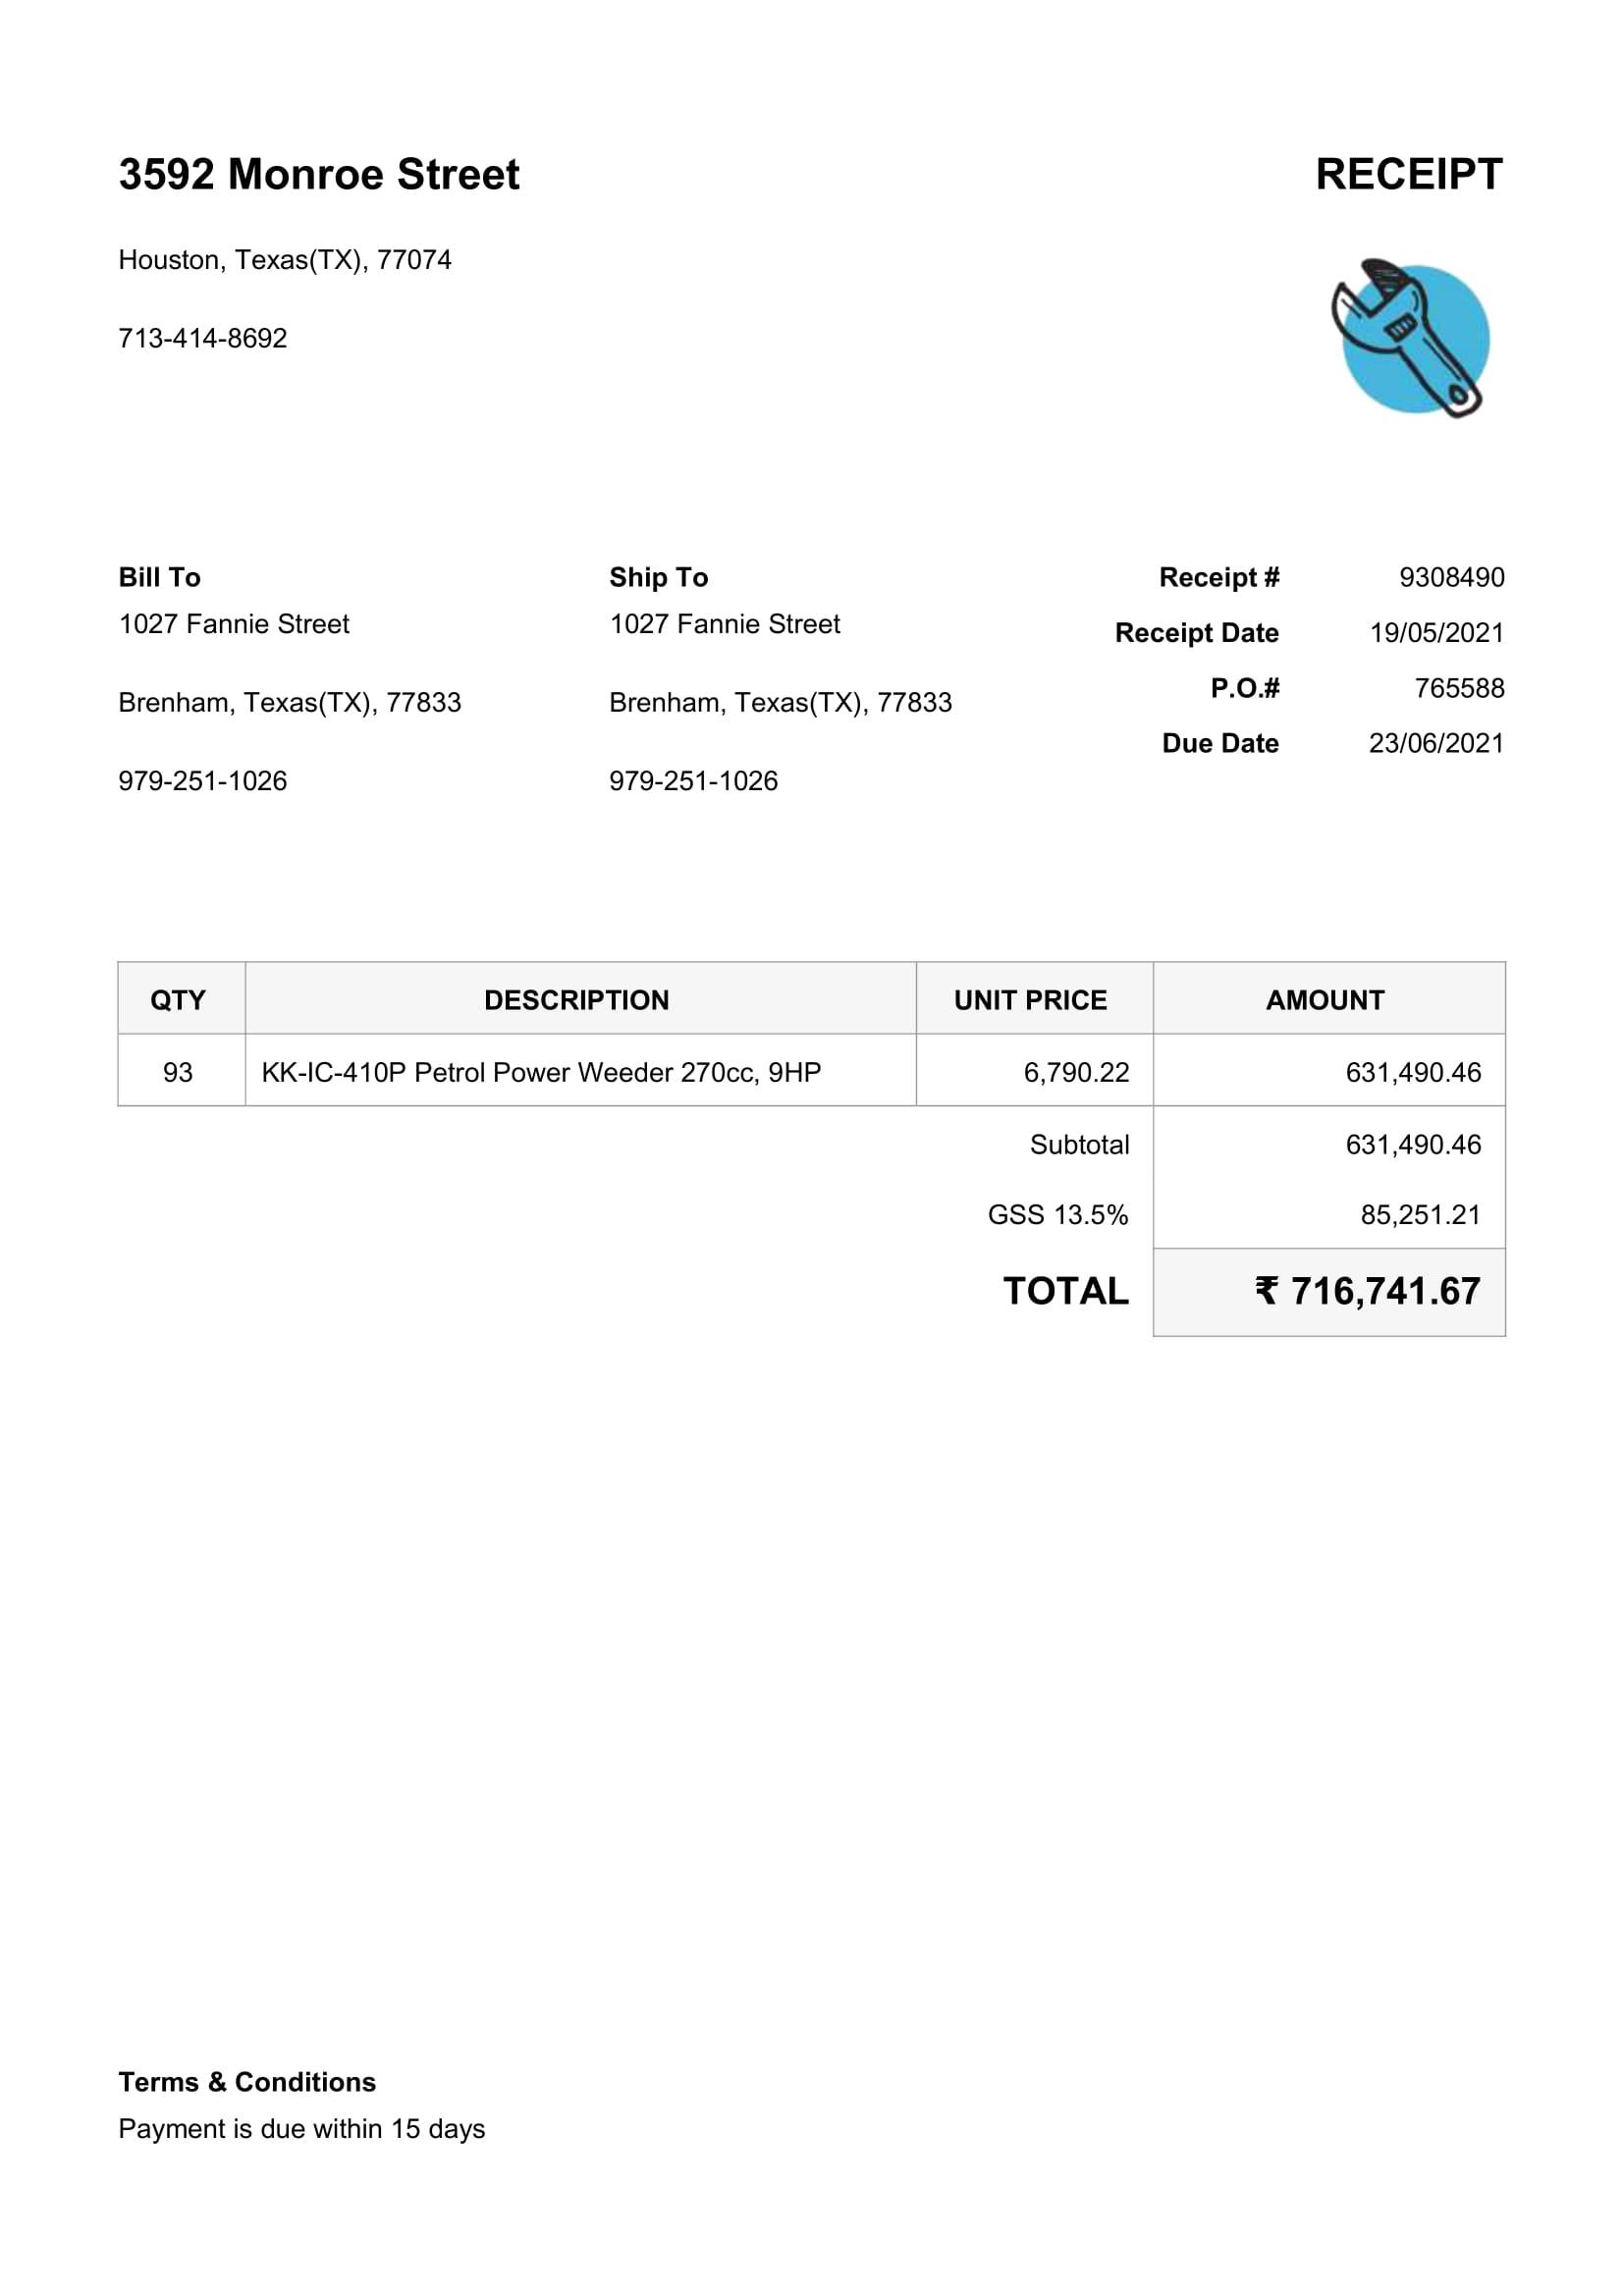 3592 Monroe Street
RECEIPT
Houston, Texas(TX), 77074
713-414-8692
Bill To
1027 Fannie Street
Brenham, Texas(TX), 77833
979-251-1026
Ship To
1027 Fannie Street
Brenham, Texas(TX), 77833
979-251-1026
Receipt # 9308490
Receipt Date 19/05/2021
P.O.# 765588
Due Date 23/06/2021
QTY DESCRIPTION UNIT PRICE AMOUNT
93 KK-IC-410P Petrol Power Weeder 270cc, 9HP 6,790.22 631,490.46
Subtotal 631,490.46
GSS 13.5% 85,251.21
TOTAL ₹ 716,741.67
Terms & Conditions
Payment is due within 15 days